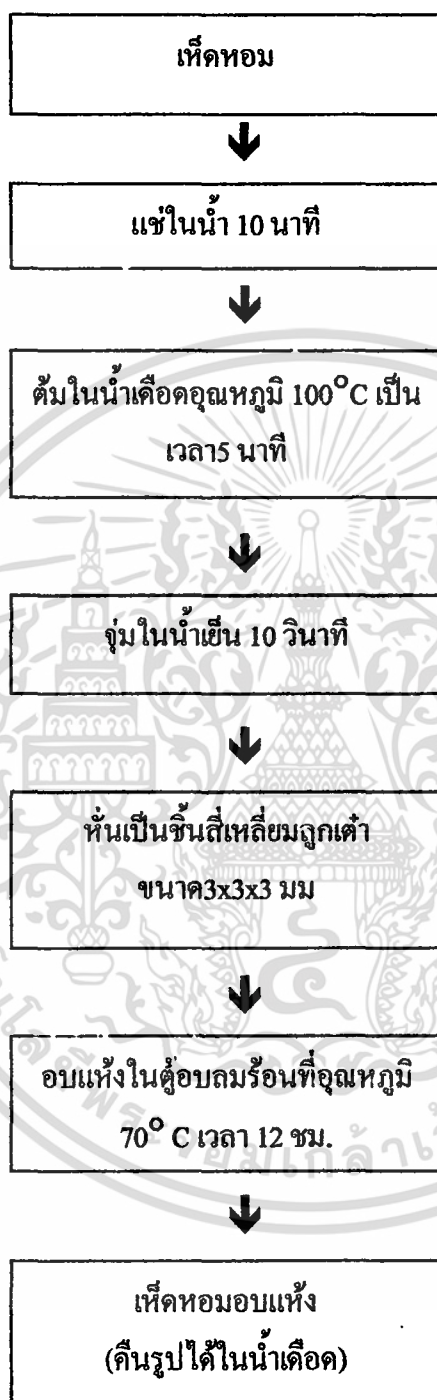 เห็ดหอม
แช่ในน้ำ 10 นาที
ต้มในน้ำเดือดอุณหภูมิ 100°C เป็น
เวลา5 นาที
จุ่มในน้ำเย็น 10 วินาที
หั่นเป็นชิ้นสี่เหลี่ยมลูกเต๋า
ขนาด3x3x3 มม
อบแห้งในตู้อบลมร้อนที่อุณหภูมิ
70° C เวลา 12 ชม.
เห็ดหอมอบแห้ง
(คืนรูปได้ในน้ำเดือด)